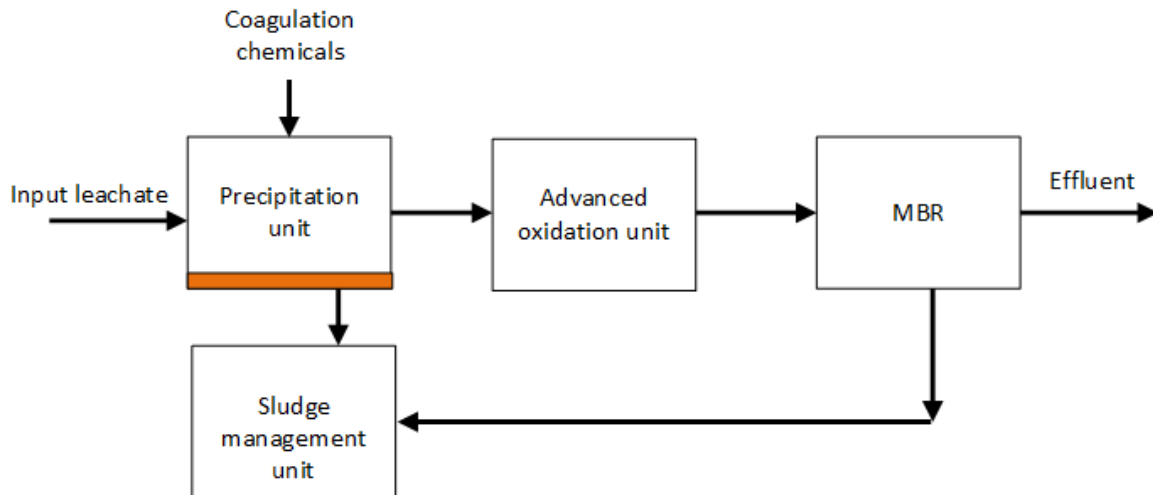 Coagulation
chemicals
Input leachate
Precipitation
unit
Advanced
oxidation unit
MBR
Effluent
Sludge
management
unit